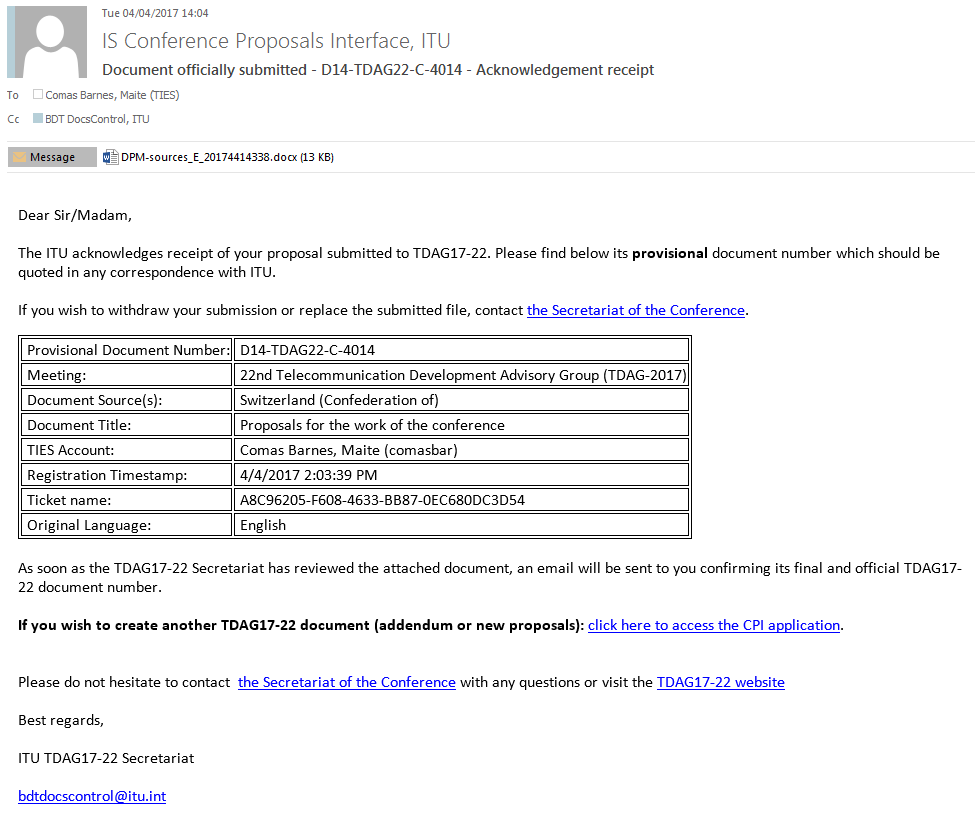 Tue 04/04/2017 14:04
IS Conference Proposals Interface, ITU
Document officially submitted - D14-TDAG22-C-4014 - Acknowledgement receipt
To Comas Barnes, Maite (TIES)
Cc BDT DocsControl, ITU
Message DPM-sources_E_20174414338.docx (13 KB)
Dear Sir/Madam,
The ITU acknowledges receipt of your proposal submitted to TDAG17-22. Please find below its provisional document number which should be
quoted in any correspondence with ITU.
If you wish to withdraw your submission or replace the submitted file, contact the Secretariat of the Conference.
Provisional Document Number: D14-TDAG22-C-4014
Meeting: 22nd Telecommunication Development Advisory Group (TDAG-2017)
Document Source(s): Switzerland (Confederation of)
Document Title: Proposals for the work of the conference
TIES Account: Comas Barnes, Maite (comasbar)
Registration Timestamp: 4/4/2017 2:03:39 PM
Ticket name: A8C96205-F608-4633-BB87-0EC680DC3D54
Original Language: English
As soon as the TDAG17-22 Secretariat has reviewed the attached document, an email will be sent to you confirming its final and official TDAG17-
22 document number.
If you wish to create another TDAG17-22 document (addendum or new proposals): click here to access the CPI application.
Please do not hesitate to contact the Secretariat of the Conference with any questions or visit the TDAG17-22 website
Best regards,
ITU TDAG17-22 Secretariat
bdtdocscontrol@itu.int